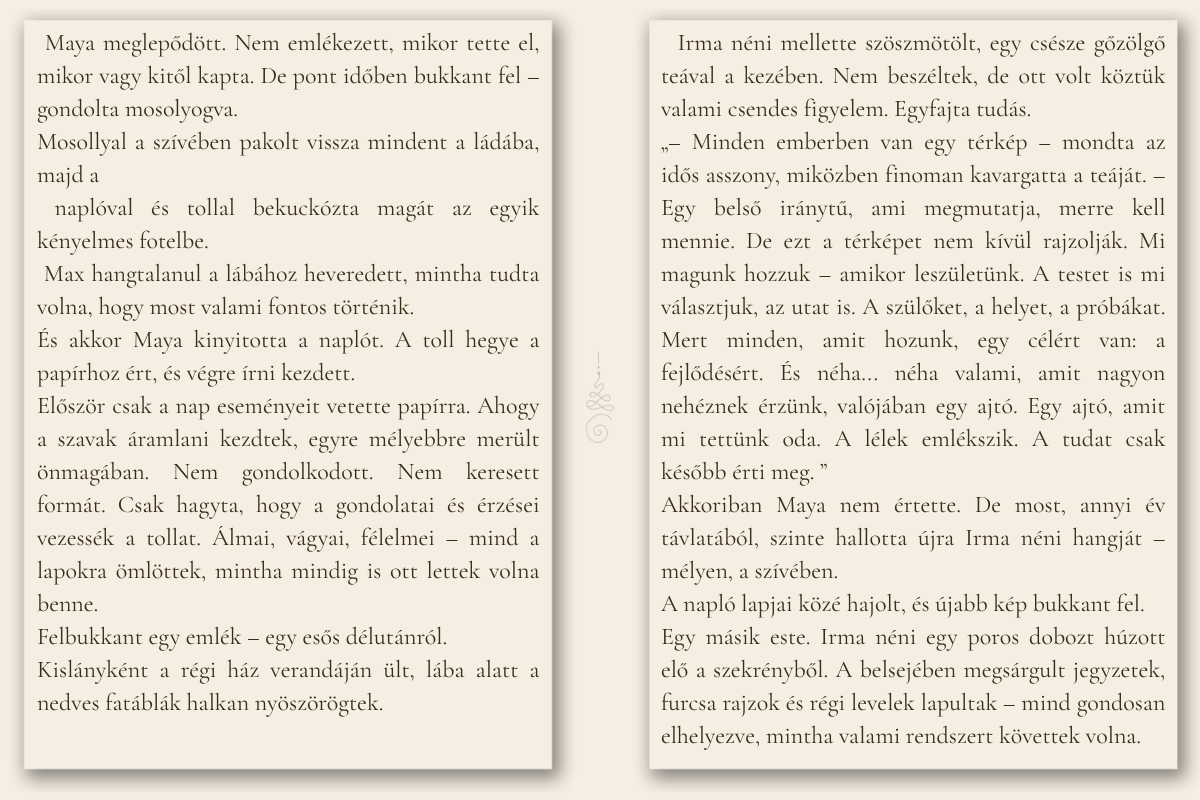 Maya meglepődött. Nem emlékezett, mikor tette el,
mikor vagy kitől kapta. De pont időben bukkant fel –
gondolta mosolyogva.
Mosollyal a szívében pakolt vissza mindent a ládába,
majd a
naplóval és tollal bekuckózta magát az egyik
kényelmes fotelbe.
Max hangtalanul a lábához heveredett, mintha tudta
volna, hogy most valami fontos történik.
És akkor Maya kinyitotta a naplót. A toll hegye a
papírhoz ért, és végre írni kezdett.
Először csak a nap eseményeit vetette papírra. Ahogy
a szavak áramlani kezdtek, egyre mélyebbre merült
önmagában. Nem gondolkodott. Nem keresett
formát. Csak hagyta, hogy a gondolatai és érzései
vezessék a tollat. Álmai, vágyai, félelmei – mind a
lapokra ömlöttek, mintha mindig is ott lettek volna
benne.
Felbukkant egy emlék – egy esős délutánról.
Kislányként a régi ház verandáján ült, lába alatt a
nedves fatáblák halkan nyöszörögtek.
Irma néni mellette szöszmötölt, egy csésze gőzölgő
teával a kezében. Nem beszéltek, de ott volt köztük
valami csendes figyelem. Egyfajta tudás.
„– Minden emberben van egy térkép – mondta az
idős asszony, miközben finoman kavargatta a teáját. –
Egy belső iránytű, ami megmutatja, merre kell
mennie. De ezt a térképet nem kívül rajzolják. Mi
magunk hozzuk – amikor leszületünk. A testet is mi
választjuk, az utat is. A szülőket, a helyet, a próbákat.
Mert minden, amit hozunk, egy célért van: a
fejlődésért. És néha... néha valami, amit nagyon
nehéznek érzünk, valójában egy ajtó. Egy ajtó, amit
mi tettünk oda. A lélek emlékszik. A tudat csak
később érti meg. ”
Akkoriban Maya nem értette. De most, annyi év
távlatából, szinte hallotta újra Irma néni hangját –
mélyen, a szívében.
A napló lapjai közé hajolt, és újabb kép bukkant fel.
Egy másik este. Irma néni egy poros dobozt húzott
elő a szekrényből. A belsejében megsárgult jegyzetek,
furcsa rajzok és régi levelek lapultak – mind gondosan
elhelyezve, mintha valami rendszert követtek volna.